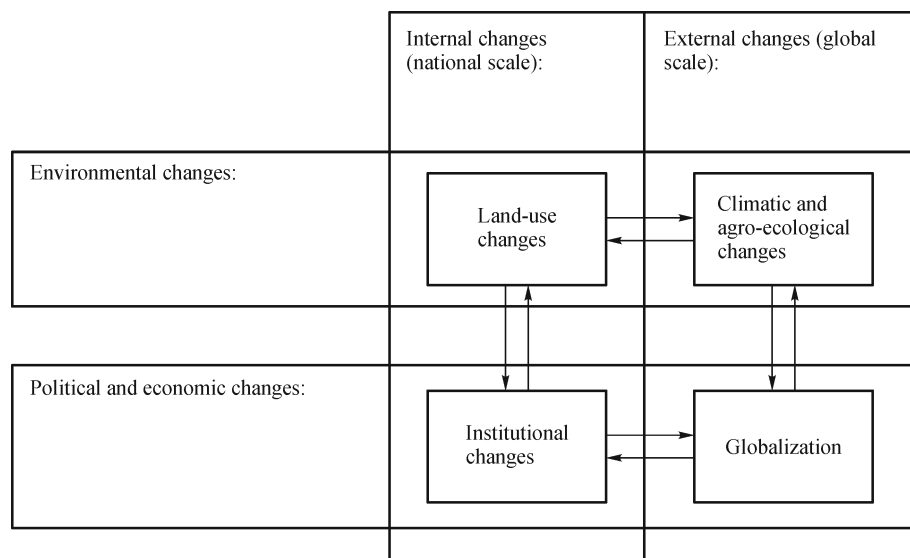 Internal changes
(national scale):
External changes (global
scale):
Environmental changes:
Land-use
changes
Climatic and
agro-ecological
changes
Political and economic changes:
Institutional
changes
Globalization